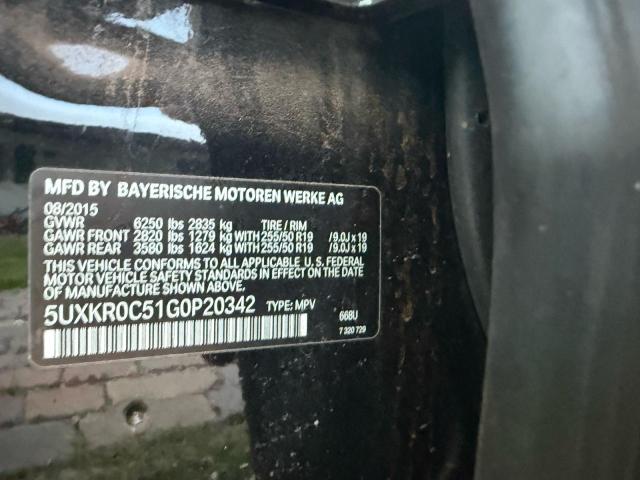 MFD BY BAYERISCHE MOTOREN WERKE AG
08/2015
GVWR 6250 lbs 2835 kg TIRE / RIM
GAWR FRONT 2820 lbs 1279 kg WITH 255/50 R19 /9.0J x 19
GAWR REAR 3580 lbs 1624 kg WITH 255/50 R19 /9.0J x 19
THIS VEHICLE CONFORMS TO ALL APPLICABLE U. S. FEDERAL
MOTOR VEHICLE SAFETY STANDARDS IN EFFECT ON THE DATE
OF MANUFACTURE SHOWN ABOVE.
5UXKR0C51G0P20342 TYPE: MPV 668U
7 320 729